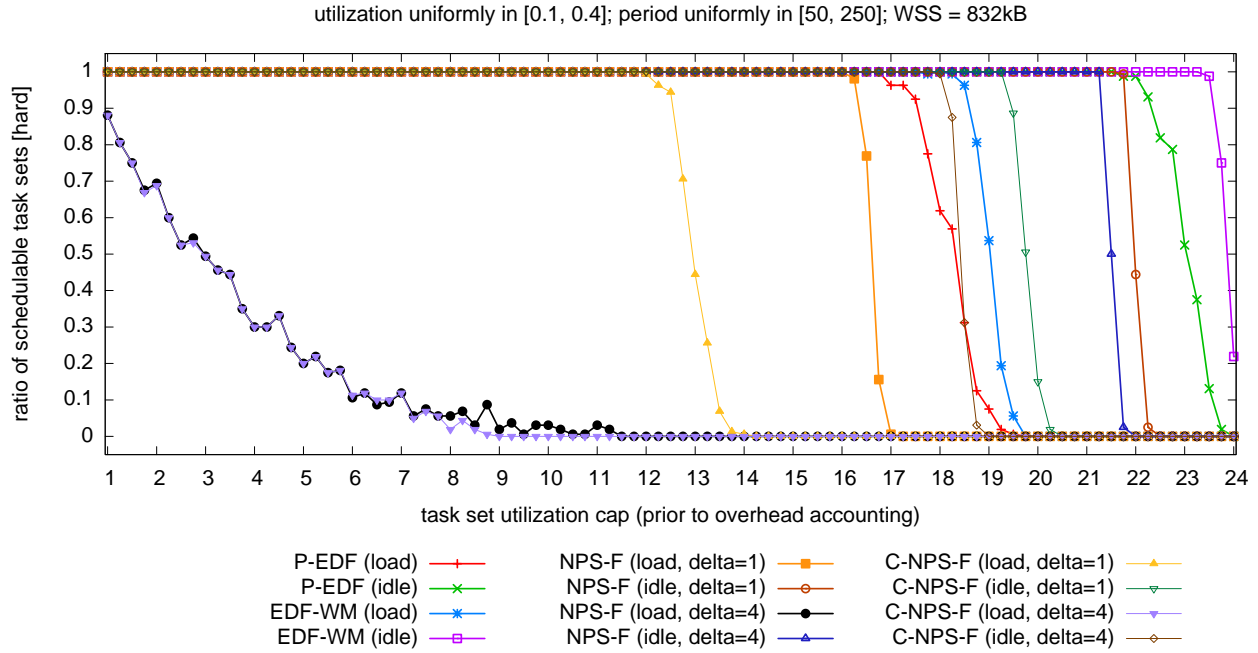 utilization uniformly in [0.1, 0.4]; period uniformly in [50, 250]; WSS = 832kB
ratio of schedulable task sets [hard]
1
0.9
0.8
0.7
0.6
0.5
0.4
0.3
0.2
0.1
0
1 2 3 4 5 6 7 8 9 10 11 12 13 14 15 16 17 18 19 20 21 22 23 24
task set utilization cap (prior to overhead accounting)
P-EDF (load) NPS-F (load, delta=1) C-NPS-F (load, delta=1)
P-EDF (idle) NPS-F (idle, delta=1) C-NPS-F (idle, delta=1)
EDF-WM (load) NPS-F (load, delta=4) C-NPS-F (load, delta=4)
EDF-WM (idle) NPS-F (idle, delta=4) C-NPS-F (idle, delta=4)